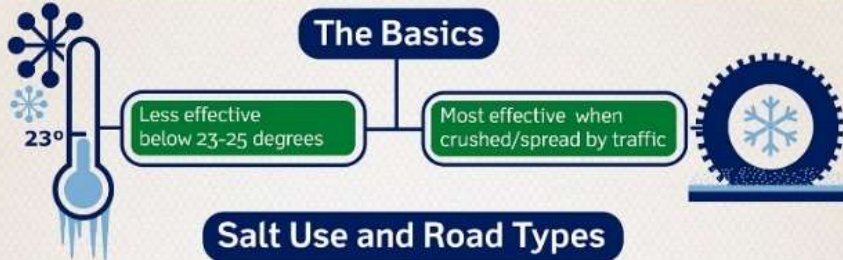 The Basics
23°
Less effective
below 23-25 degrees
Most effective when
crushed/spread by traffic
Salt Use and Road Types